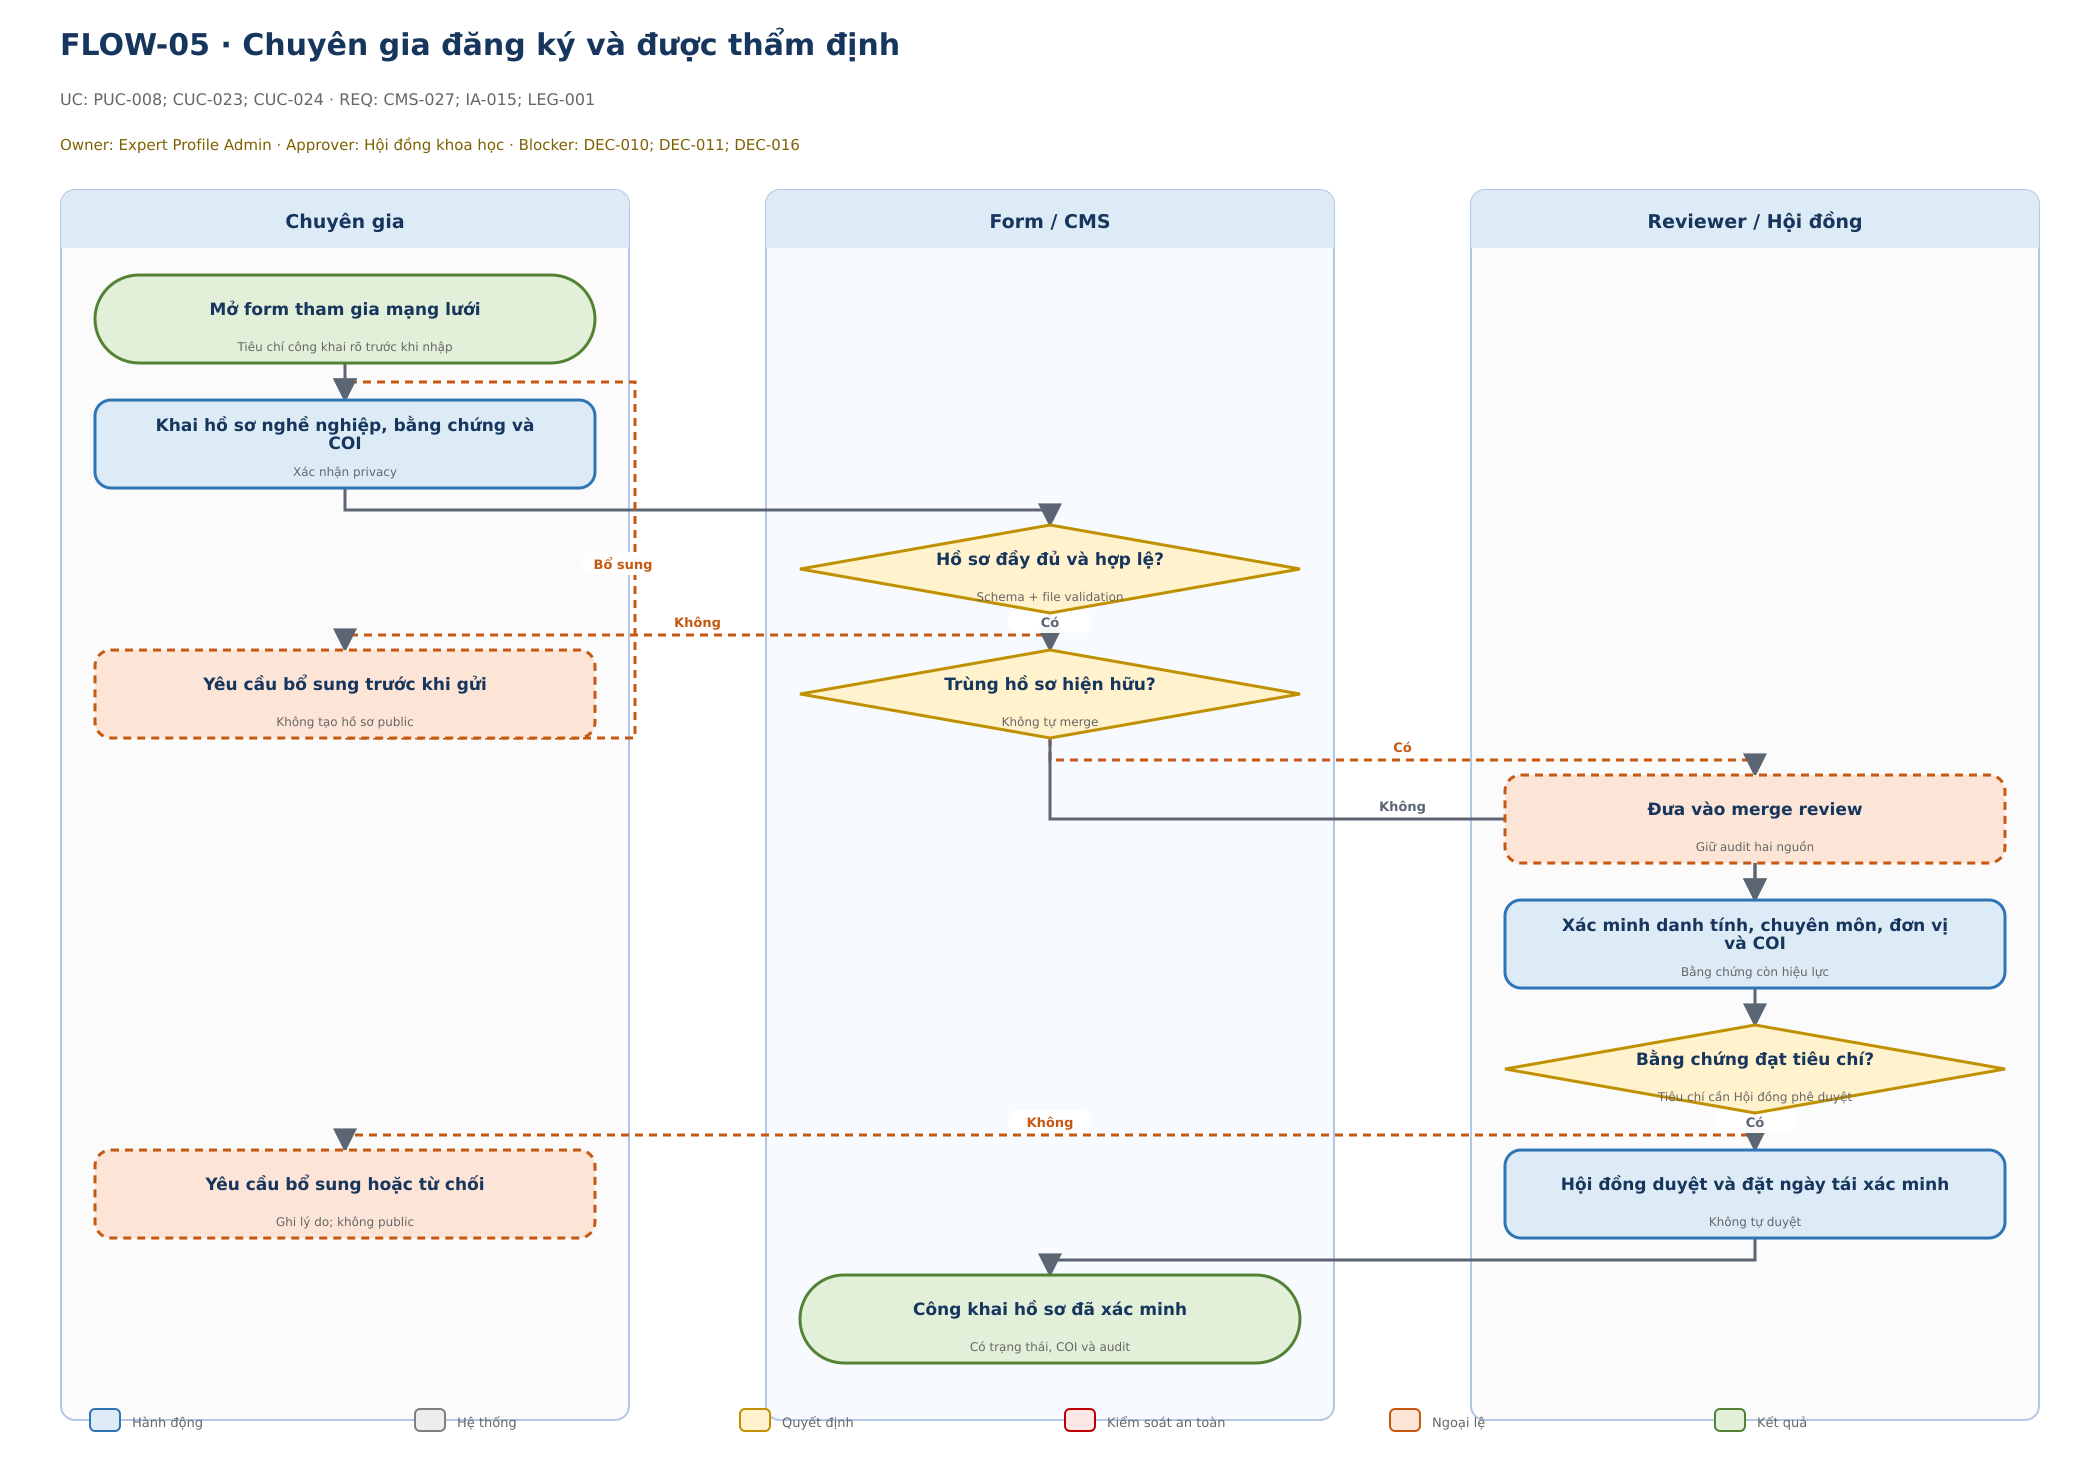 FLOW-05 · Chuyên gia đăng ký và được thẩm định
UC: PUC-008; CUC-023; CUC-024 · REQ: CMS-027; IA-015; LEG-001
Owner: Expert Profile Admin · Approver: Hội đồng khoa học · Blocker: DEC-010; DEC-011; DEC-016
Chuyên gia
Form / CMS
Reviewer / Hội đồng
Mở form tham gia mạng lưới
Tiêu chí công khai rõ trước khi nhập
Khai hồ sơ nghề nghiệp, bằng chứng và
COI
Xác nhận privacy
Hồ sơ đầy đủ và hợp lệ?
Schema + file validation
Bổ sung
Không
Có
Yêu cầu bổ sung trước khi gửi
Không tạo hồ sơ public
Trùng hồ sơ hiện hữu?
Không tự merge
Có
Không
Đưa vào merge review
Giữ audit hai nguồn
Xác minh danh tính, chuyên môn, đơn vị
và COI
Bằng chứng còn hiệu lực
Bằng chứng đạt tiêu chí?
Tiêu chí cần Hội đồng phê duyệt
Không
Có
Yêu cầu bổ sung hoặc từ chối
Ghi lý do; không public
Hội đồng duyệt và đặt ngày tái xác minh
Không tự duyệt
Công khai hồ sơ đã xác minh
Có trạng thái, COI và audit
Hành động
Hệ thống
Quyết định
Kiểm soát an toàn
Ngoại lệ
Kết quả